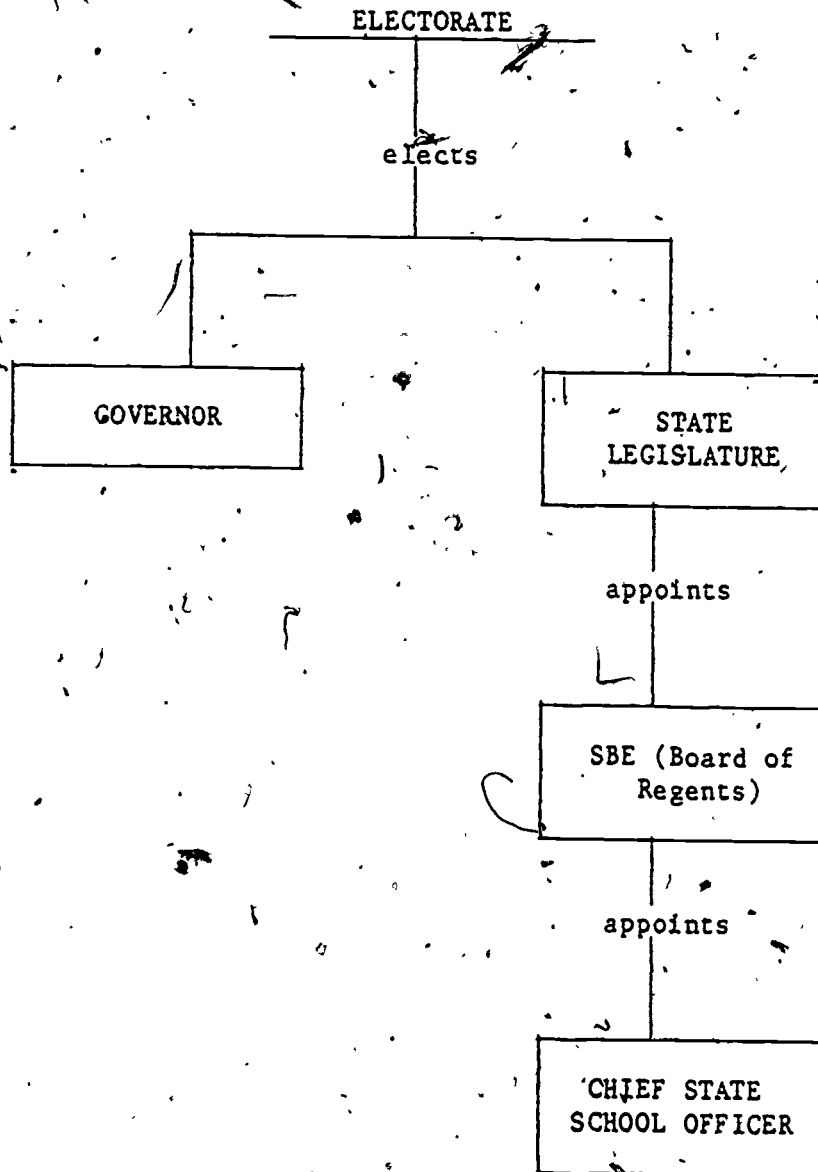 ELECTORATE
elects
GOVERNOR
STATE
LEGISLATURE
appoints
SBE (Board of
Regents)
appoints
CHIEF STATE
SCHOOL OFFICER